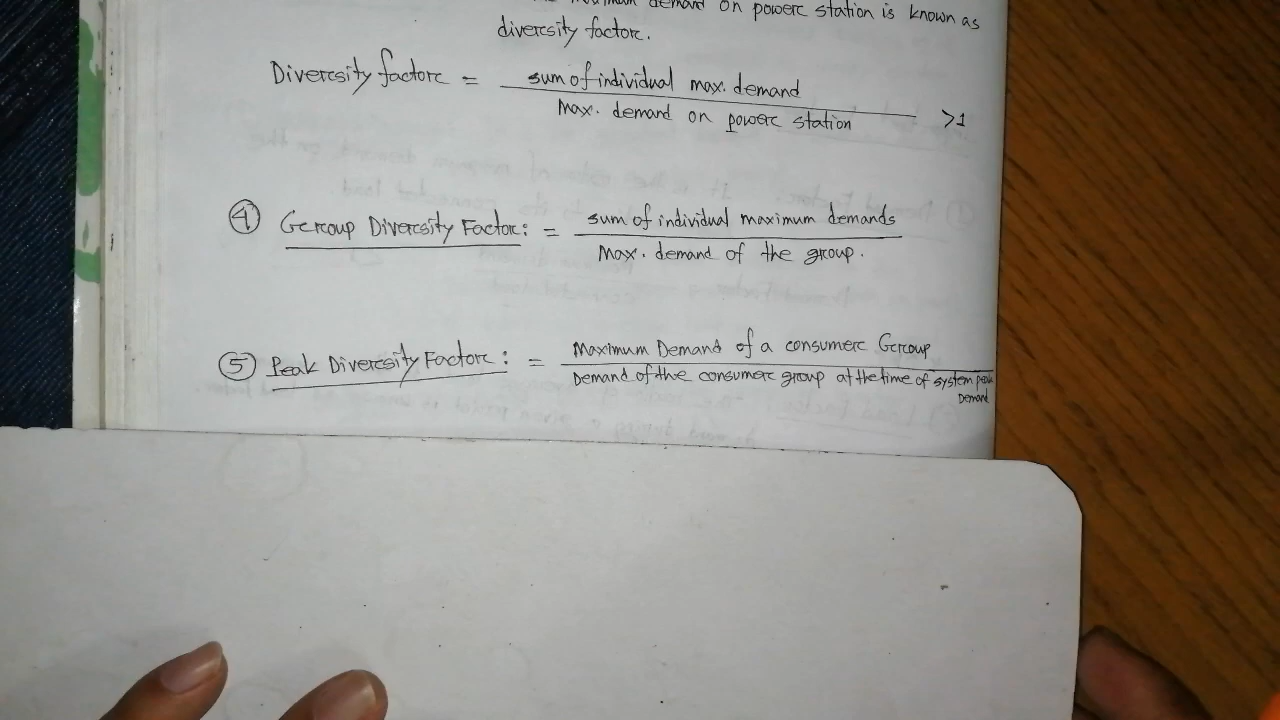 demand on power station is known as
diversity factor.
Diversity factor = sum of individual max. demand
Max. demand on power station >1
④ Group Diversity Factor: = sum of individual maximum demands
Max. demand of the group.
⑤ Peak Diversity Factor: = Maximum Demand of a consumer Group
Demand of the consumer group at the time of system peak
Demand